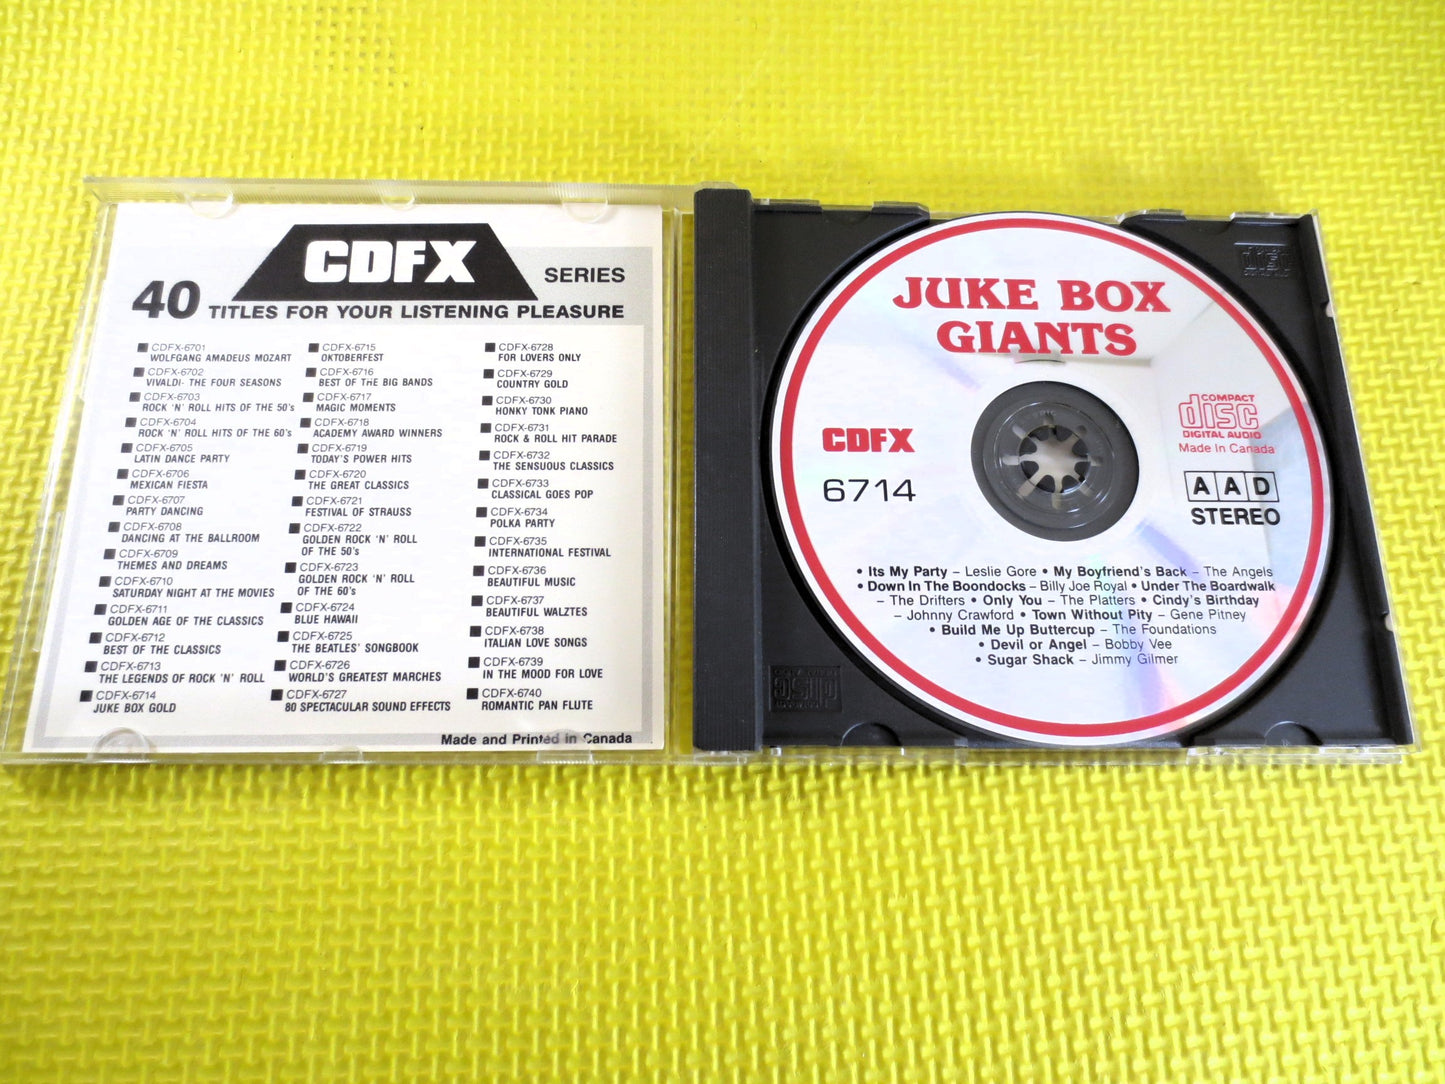 CDFX
SERIES
40 TITLES FOR YOUR LISTENING PLEASURE
CDFX-6701
WOLFGANG AMADEUS MOZART
CDFX-6702
VIVALDI- THE FOUR SEASONS
CDFX-6703
ROCK 'N' ROLL HITS OF THE 50's
CDFX-6704
ROCK 'N' ROLL HITS OF THE 60's
CDFX-6705
LATIN DANCE PARTY
CDFX-6706
MEXICAN FIESTA
CDFX-6707
PARTY DANCING
CDFX-6708
DANCING AT THE BALLROOM
CDFX-6709
THEMES AND DREAMS
CDFX-6710
SATURDAY NIGHT AT THE MOVIES
CDFX-6711
GOLDEN AGE OF THE CLASSICS
CDFX-6712
BEST OF THE CLASSICS
CDFX-6713
THE LEGENDS OF ROCK 'N' ROLL
CDFX-6714
JUKE BOX GOLD
CDFX-6715
OKTOBERFEST
CDFX-6716
BEST OF THE BIG BANDS
CDFX-6717
MAGIC MOMENTS
CDFX-6718
ACADEMY AWARD WINNERS
CDFX-6719
TODAY'S POWER HITS
CDFX-6720
THE GREAT CLASSICS
CDFX-6721
FESTIVAL OF STRAUSS
CDFX-6722
GOLDEN ROCK 'N' ROLL
OF THE 50's
CDFX-6723
GOLDEN ROCK 'N' ROLL
OF THE 60's
CDFX-6724
BLUE HAWAII
CDFX-6725
THE BEATLES' SONGBOOK
CDFX-6726
WORLD'S GREATEST MARCHES
CDFX-6727
80 SPECTACULAR SOUND EFFECTS
CDFX-6728
FOR LOVERS ONLY
CDFX-6729
COUNTRY GOLD
CDFX-6730
HONKY TONK PIANO
CDFX-6731
ROCK & ROLL HIT PARADE
CDFX-6732
THE SENSUOUS CLASSICS
CDFX-6733
CLASSICAL GOES POP
CDFX-6734
POLKA PARTY
CDFX-6735
INTERNATIONAL FESTIVAL
CDFX-6736
BEAUTIFUL MUSIC
CDFX-6737
BEAUTIFUL WALZTES
CDFX-6738
ITALIAN LOVE SONGS
CDFX-6739
IN THE MOOD FOR LOVE
CDFX-6740
ROMANTIC PAN FLUTE
Made and Printed in Canada
JUKE BOX
GIANTS
CDFX
6714
COMPACT
disc
DIGITAL AUDIO
Made In Canada
AAD
STEREO
• Its My Party – Leslie Gore • My Boyfriend's Back – The Angels
• Down In The Boondocks – Billy Joe Royal • Under The Boardwalk
– The Drifters • Only You – The Platters • Cindy's Birthday
– Johnny Crawford • Town Without Pity – Gene Pitney
• Build Me Up Buttercup – The Foundations
• Devil or Angel – Bobby Vee
• Sugar Shack – Jimmy Gilmer